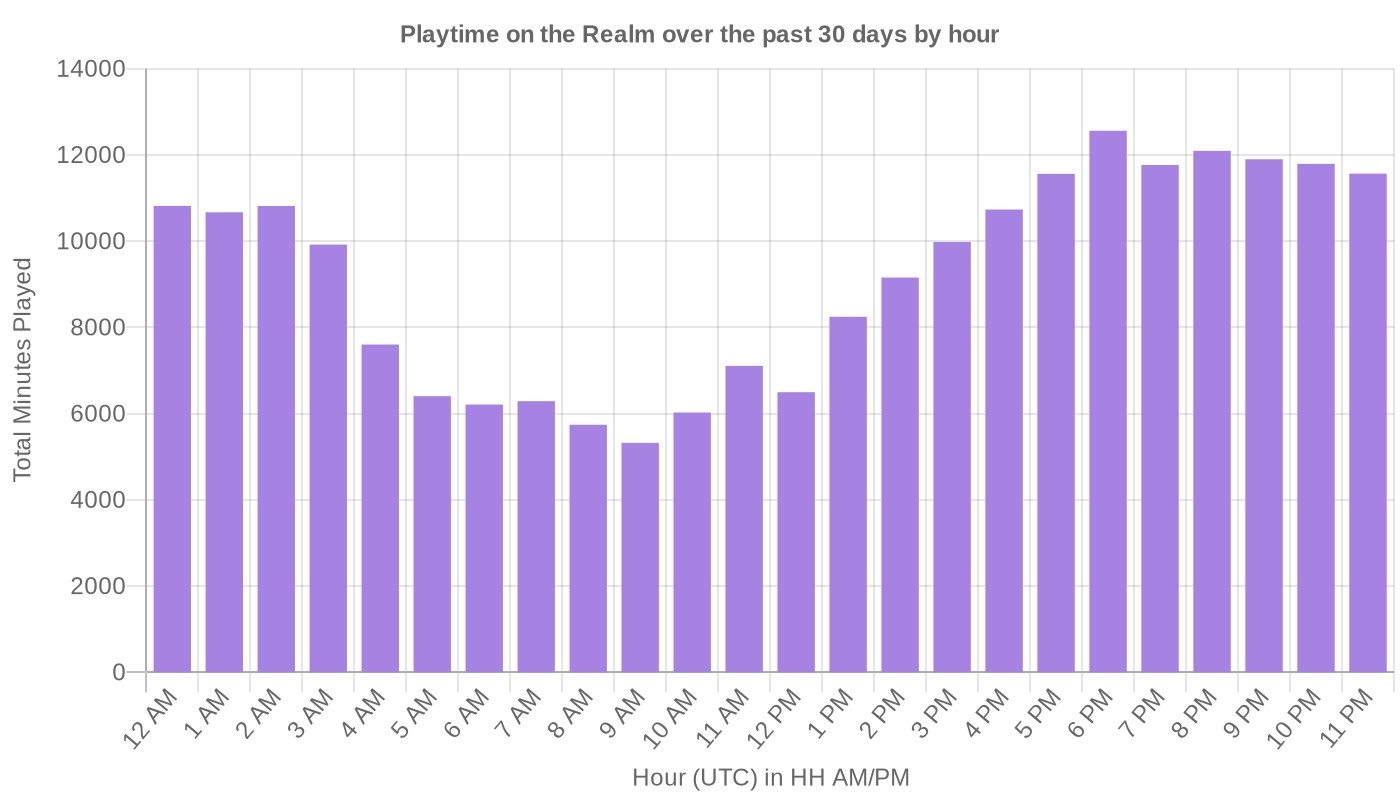 Playtime on the Realm over the past 30 days by hour
14000
12000
10000
8000
6000
4000
2000
0
Total Minutes Played
12 AM
1 AM
2 AM
3 AM
4 AM
5 AM
6 AM
7 AM
8 AM
9 AM
10 AM
11 AM
12 PM
1 PM
2 PM
3 PM
4 PM
5 PM
6 PM
7 PM
8 PM
9 PM
10 PM
11 PM
Hour (UTC) in HH AM/PM